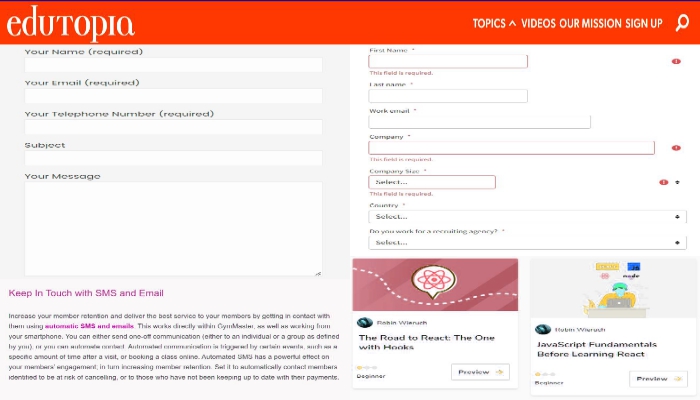 edutopia
TOPICS VIDEOS OUR MISSION SIGN UP
Your Name (required)
Your Email (required)
Your Telephone Number (required)
Subject
Your Message
First Name *
This field is required.
Last name *
Work email *
Company *
This field is required.
Company Size: *
Select...
This field is required.
Country *
Select...
Do you work for a recruiting agency? *
Select...
Keep In Touch with SMS and Email
Increase your member retention and deliver the best service to your members by getting in contact with
them using automatic SMS and emails. This works directly within GymMaster, as well as working from
your smartphone. You can either send one-off communication (either to an individual or a group as defined
by you), or you can automate contact. Automated communication is triggered by certain events, such as a
specific amount of time after a visit, or booking a class online. Automated SMS has a powerful effect on
your members' engagement, in turn increasing member retention. Set it to automatically contact members
identified to be at risk of cancelling, or to those who have not been keeping up to date with their payments.
Robin Wieruch
The Road to React: The One
with Hooks
Beginner
Preview
JS
node
Robin Wieruch
JavaScript Fundamentals
Before Learning React
Beginner
Preview